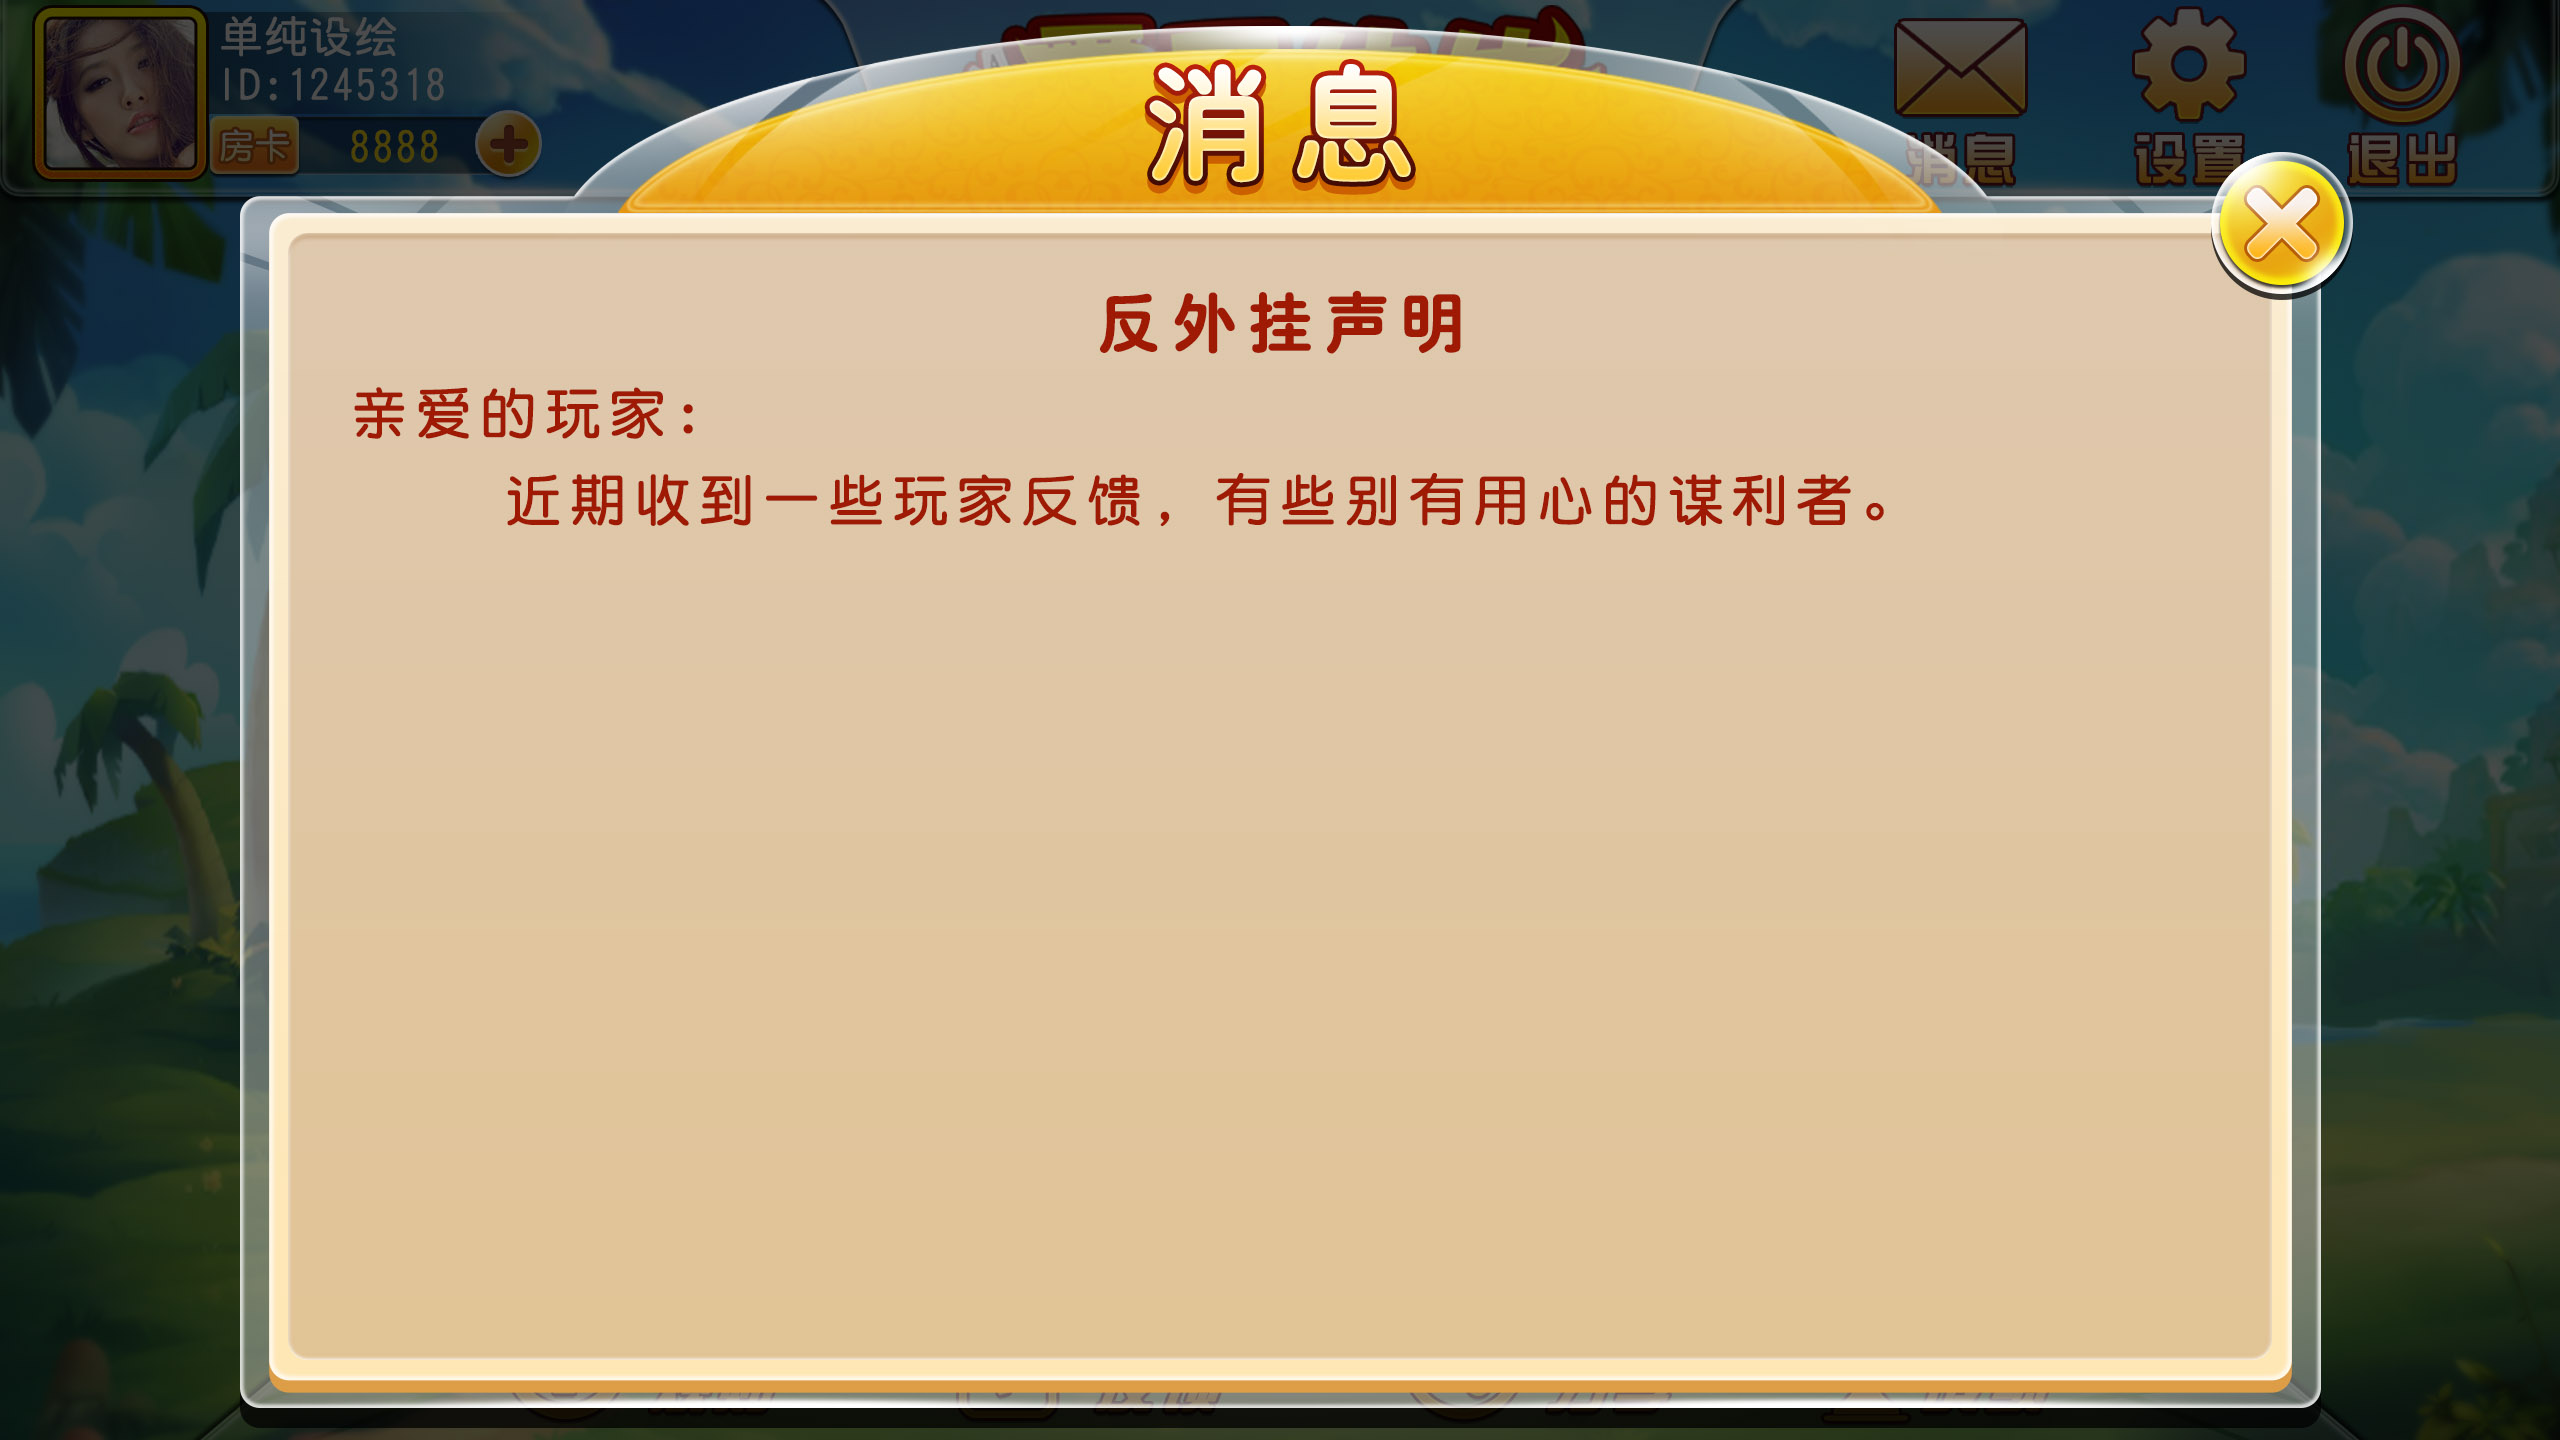 单纯设绘
ID:1245318
房卡 8888
消息 设置 退出
消息
反外挂声明
亲爱的玩家：
近期收到一些玩家反馈，有些别有用心的谋利者。